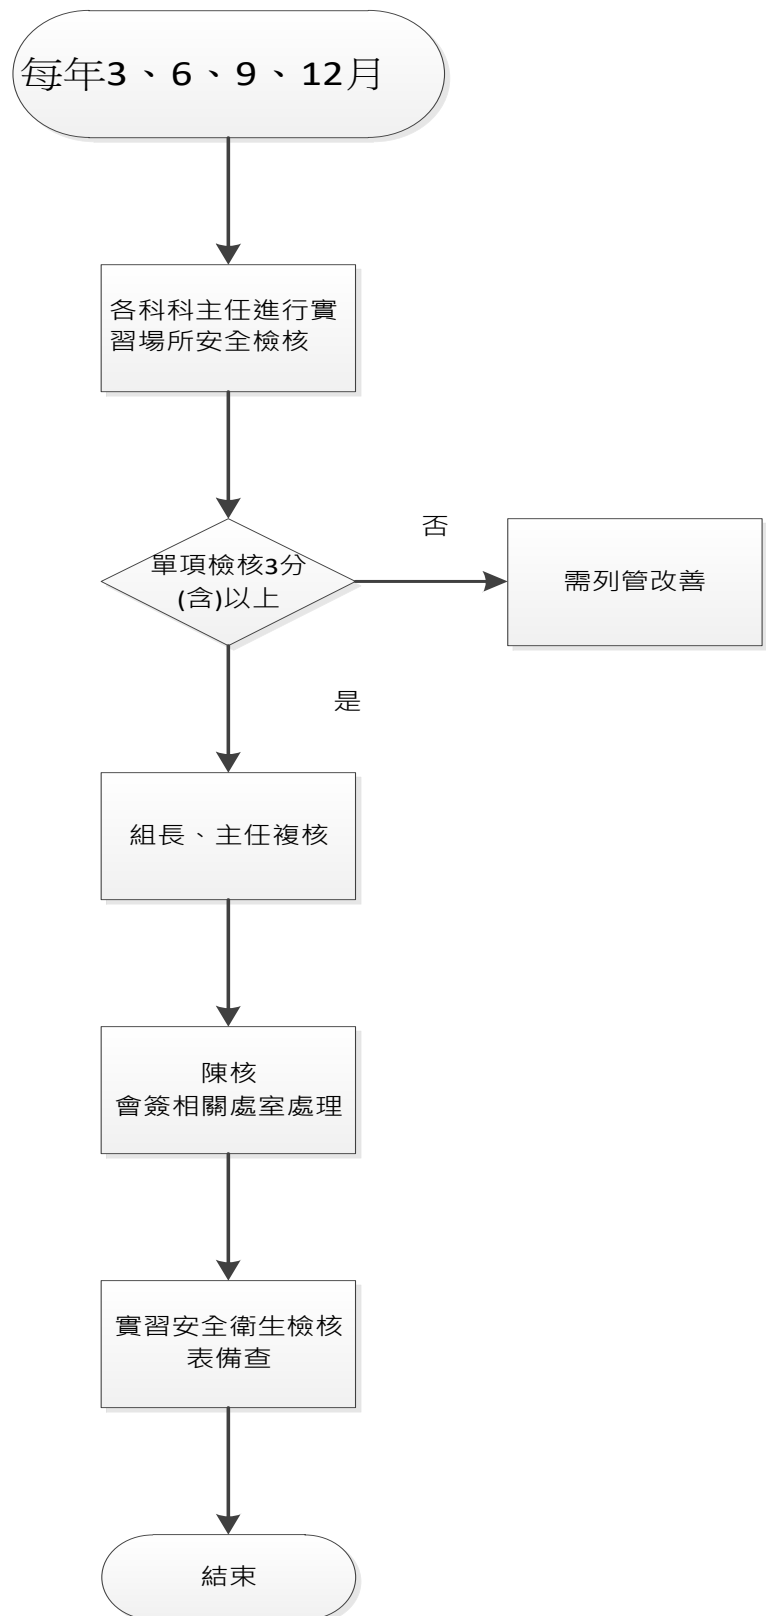 每年3、6、9、12月
各科科主任進行實
習場所安全檢核
單項檢核3分
(含)以上
否
需列管改善
是
組長、主任複核
陳核
會簽相關處室處理
實習安全衛生檢核
表備查
結束